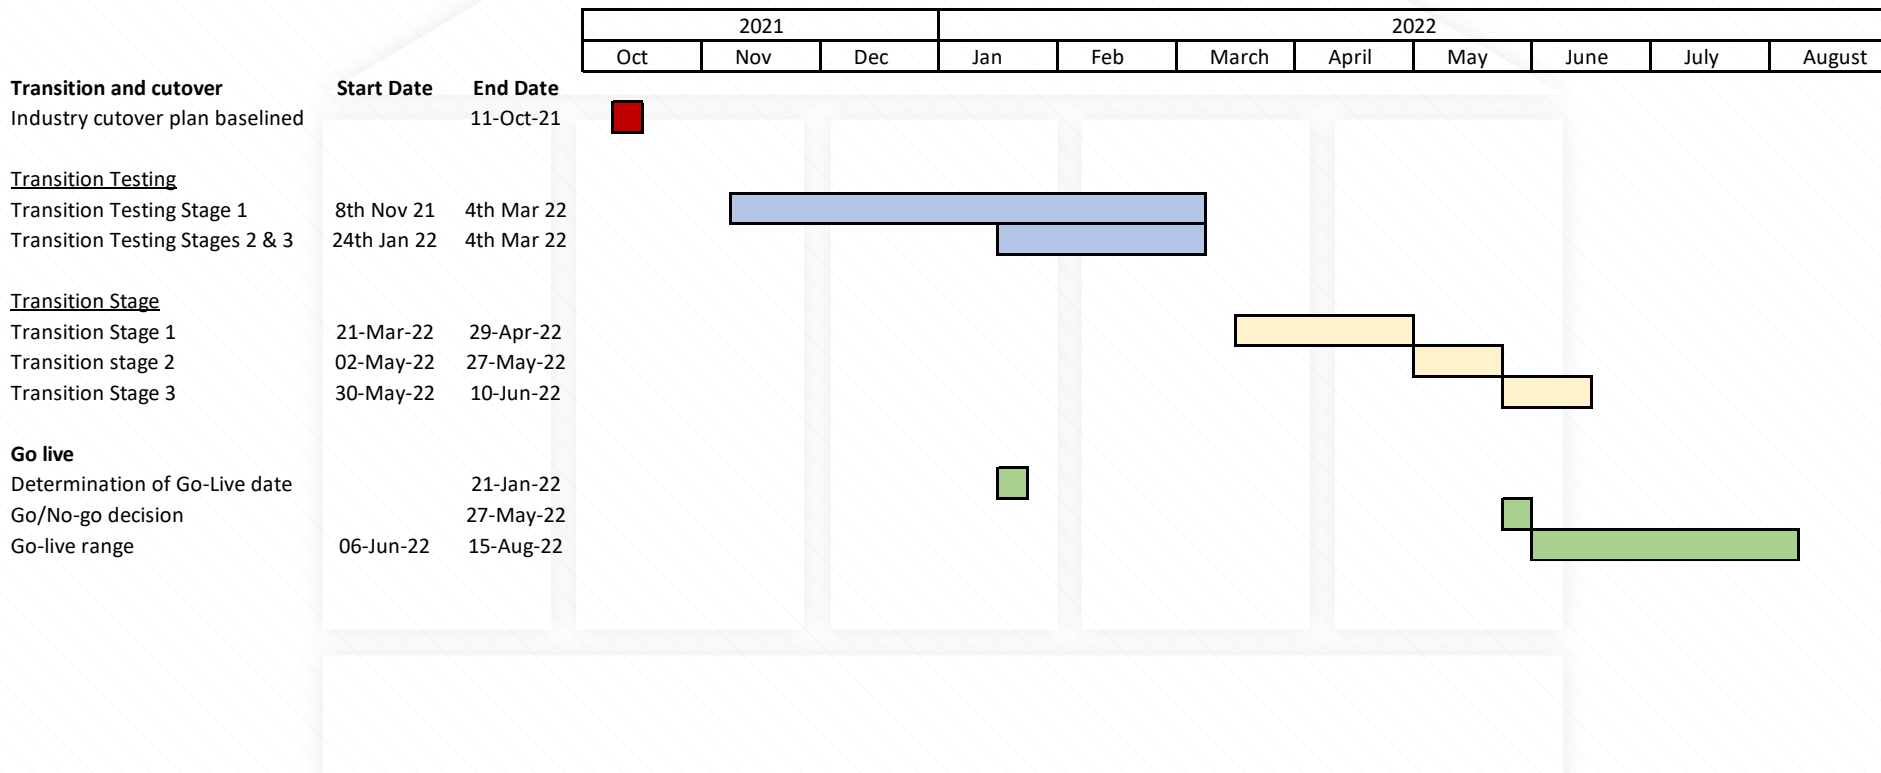 2021 2022
Oct Nov Dec Jan Feb March April May June July August
Transition and cutover Start Date End Date
Industry cutover plan baselined 11-Oct-21
Transition Testing
Transition Testing Stage 1 8th Nov 21 4th Mar 22
Transition Testing Stages 2 & 3 24th Jan 22 4th Mar 22
Transition Stage
Transition Stage 1 21-Mar-22 29-Apr-22
Transition stage 2 02-May-22 27-May-22
Transition Stage 3 30-May-22 10-Jun-22
Go live
Determination of Go-Live date 21-Jan-22
Go/No-go decision 27-May-22
Go-live range 06-Jun-22 15-Aug-22